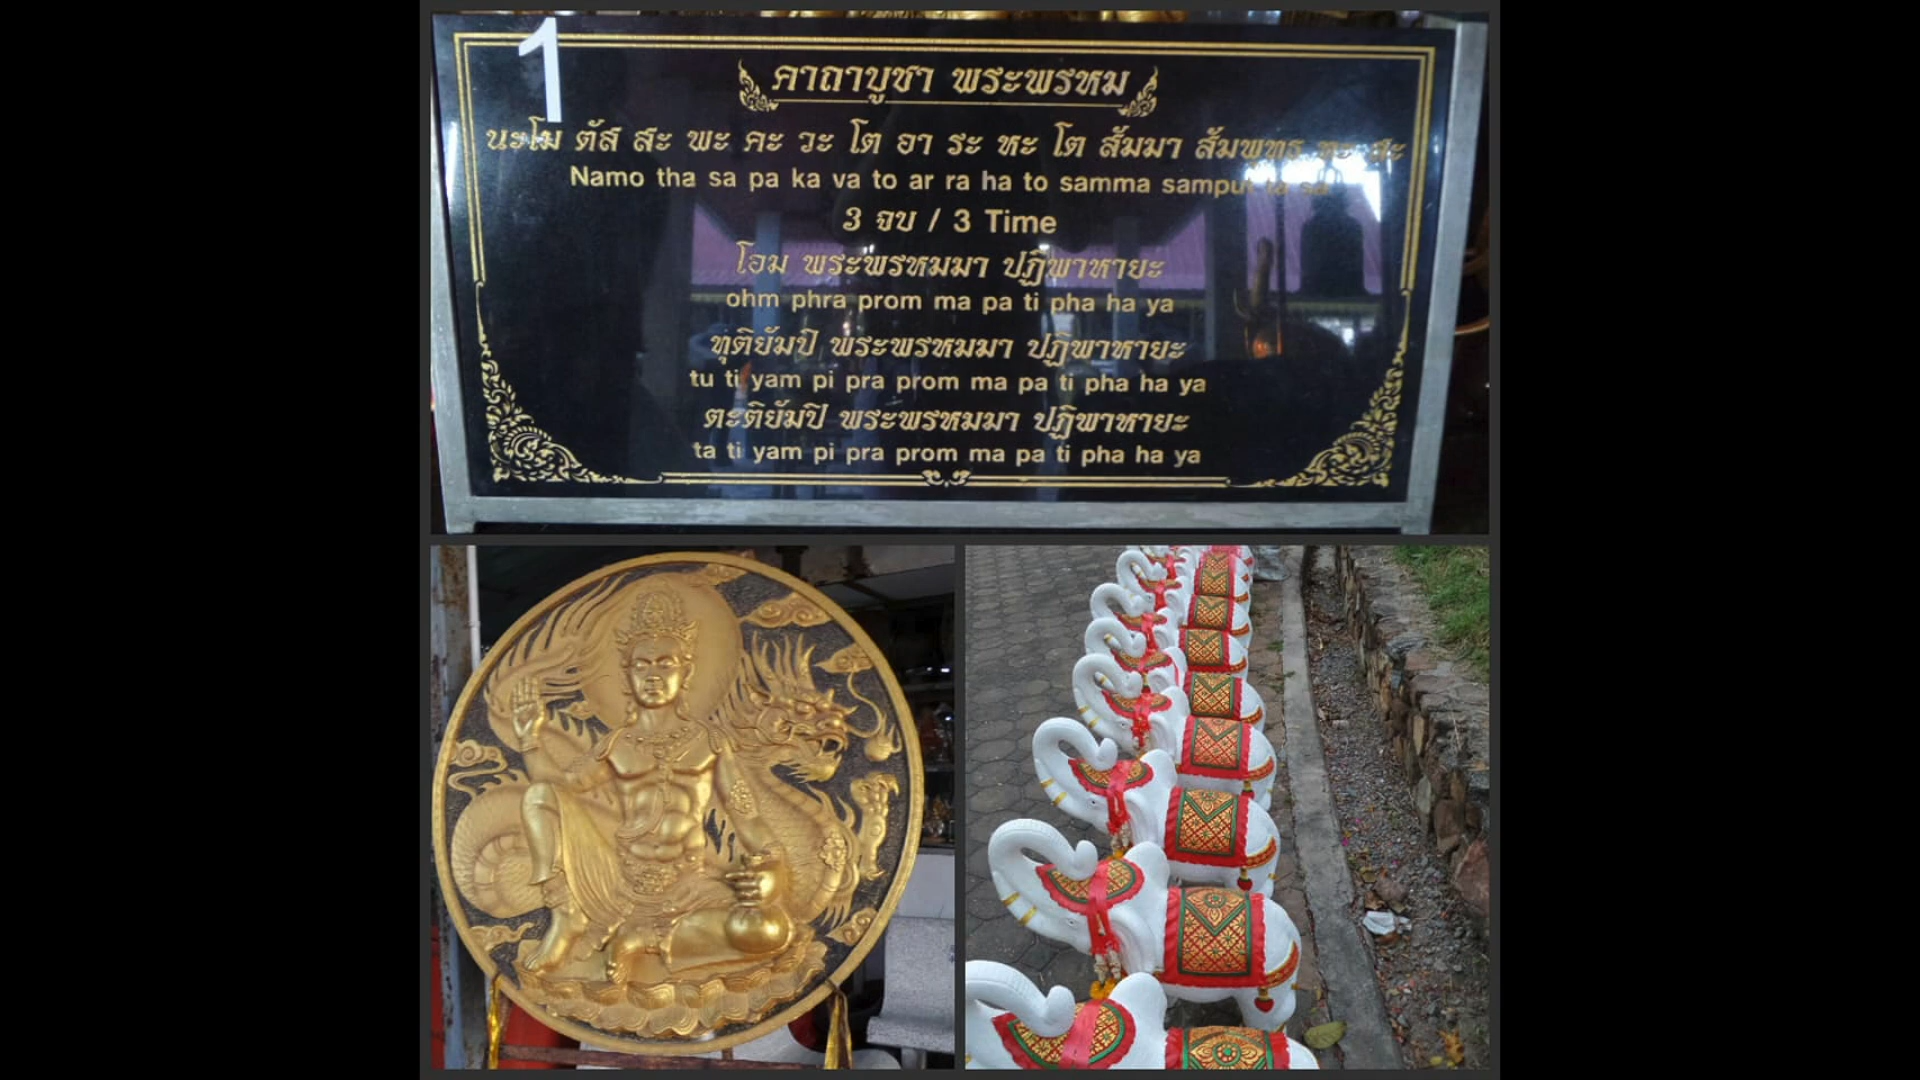 1
คาถาบูชา พระพรหม
นะโม ตัส สะ พะ คะ วะ โต อา ระ หะ โต สัมมา สัมพุทธ ทะ สะ
Namo tha sa pa ka va to ar ra ha to samma samput ta sa
3 จบ / 3 Time
โอม พระพรหมมา ปฏิพาหายะ
ohm phra prom ma pa ti pha ha ya
ทุติยัมปิ พระพรหมมา ปฏิพาหายะ
tu ti yam pi pra prom ma pa ti pha ha ya
ตะติยัมปิ พระพรหมมา ปฏิพาหายะ
ta ti yam pi pra prom ma pa ti pha ha ya